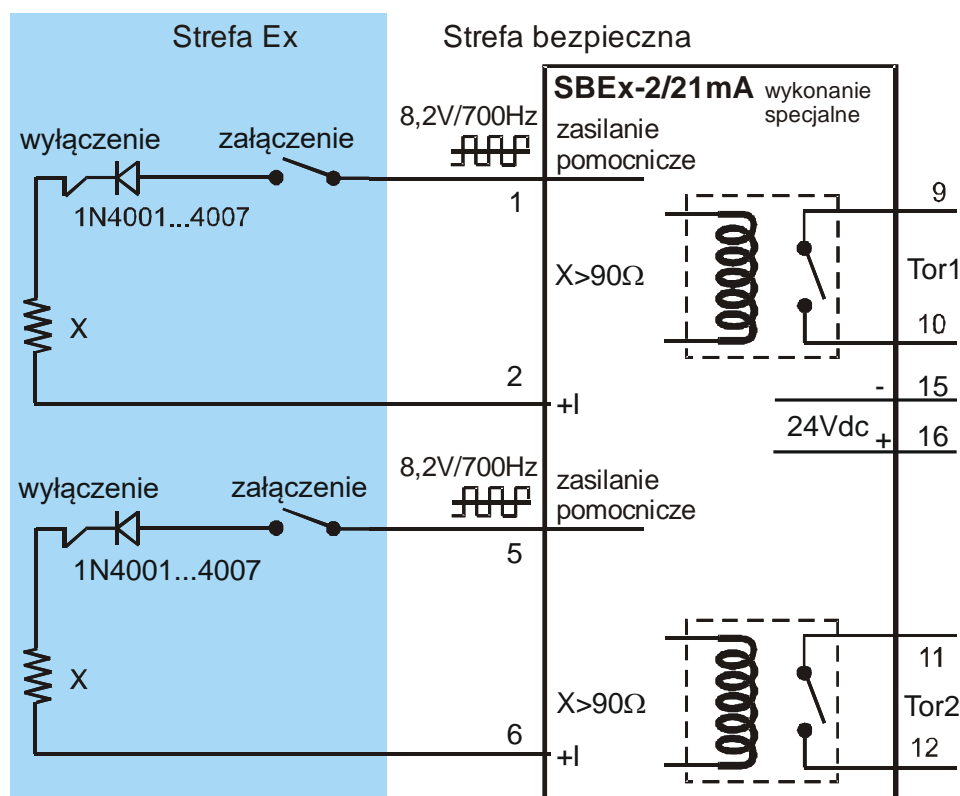 Strefa Ex
Strefa bezpieczna
SBEx-2/21mA wykonanie
specjalne
8,2V/700Hz
zasilanie
pomocnicze
wyłączenie
załączenie
1N4001...4007
1
X>90Ω
X
2
+I
9
Tor1
10
- 15
24Vdc
+ 16
8,2V/700Hz
zasilanie
pomocnicze
wyłączenie
załączenie
1N4001...4007
5
X>90Ω
X
6
+I
11
Tor2
12